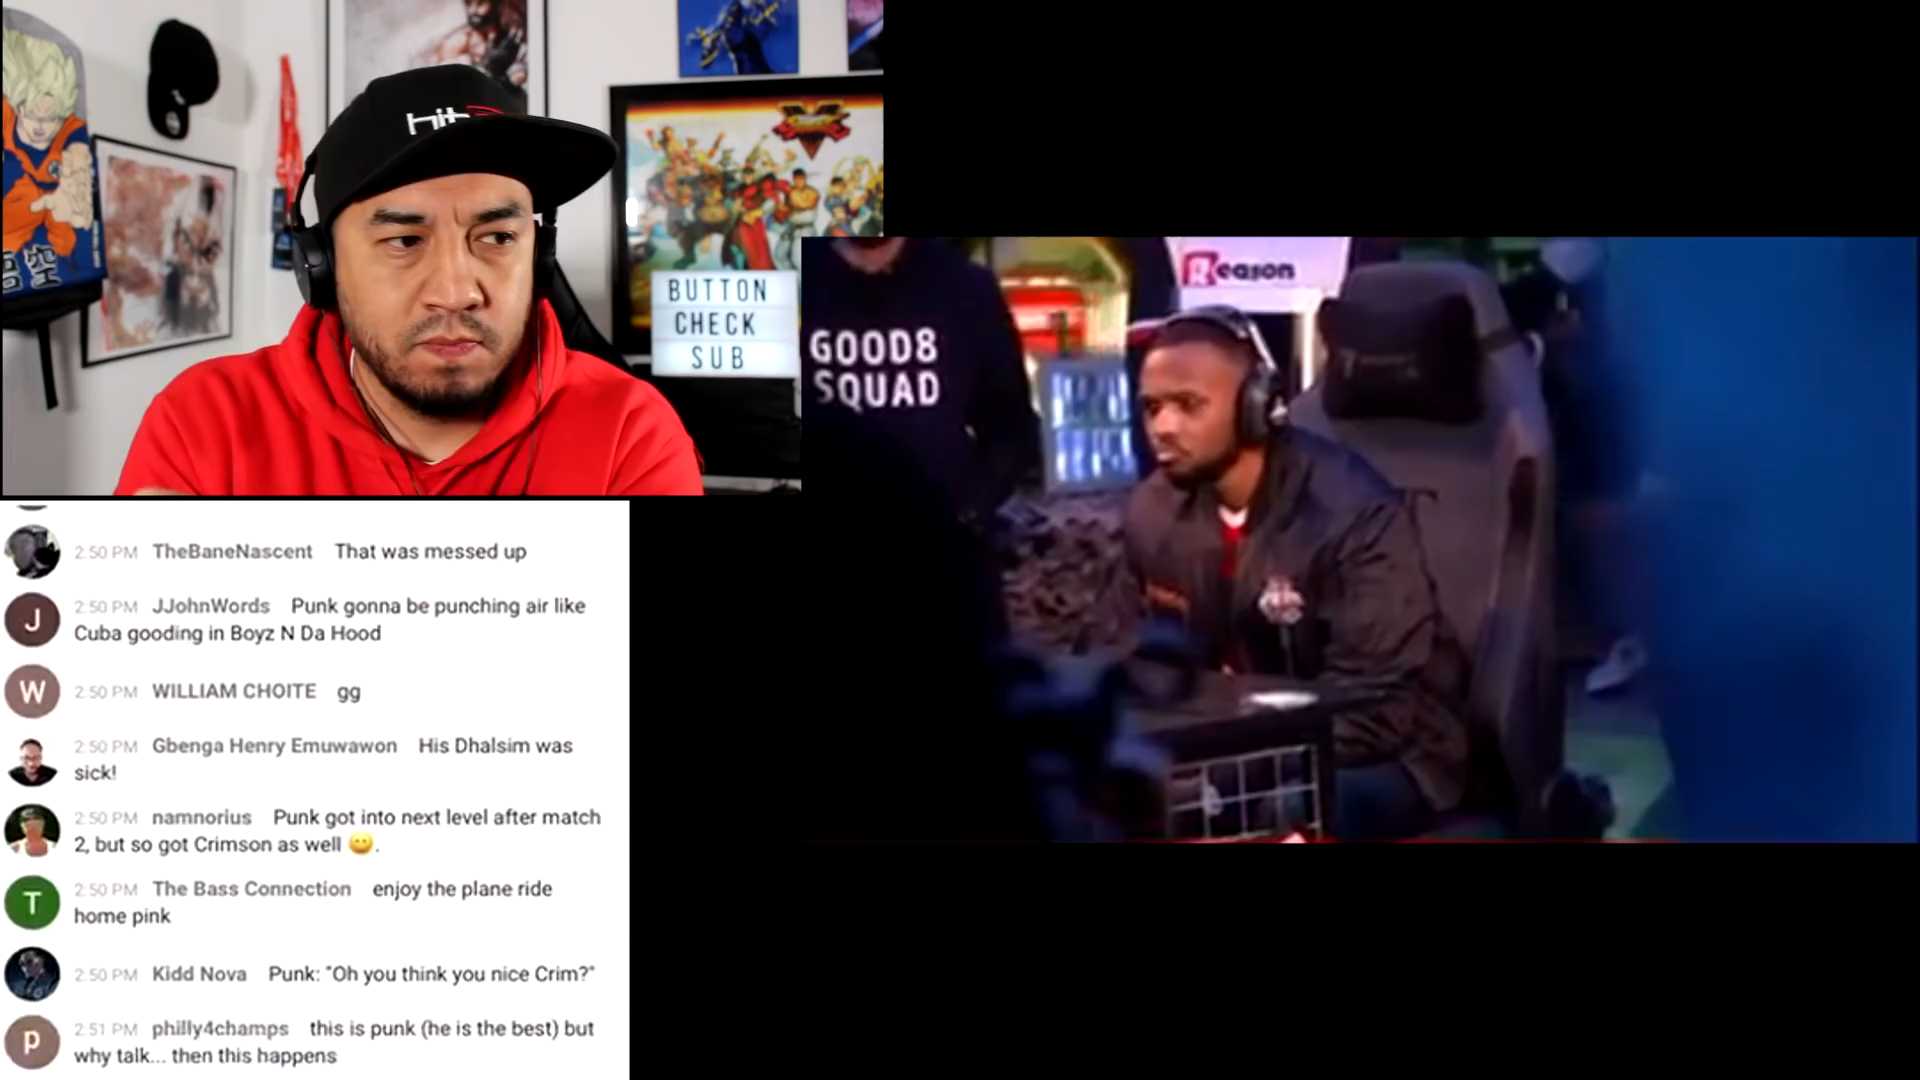 hit
BUTTON
CHECK
SUB
Reason
GOOD8
SQUAD
2:50 PM TheBaneNascent That was messed up
J
2:50 PM JJohnWords Punk gonna be punching air like
Cuba gooding in Boyz N Da Hood
W
2:50 PM WILLIAM CHOITE gg
2:50 PM Gbenga Henry Emuwawon His Dhalsim was
sick!
2:50 PM namnorius Punk got into next level after match
2, but so got Crimson as well 🙂.
T
2:50 PM The Bass Connection enjoy the plane ride
home pink
2:50 PM Kidd Nova Punk: "Oh you think you nice Crim?"
p
2:51 PM philly4champs this is punk (he is the best) but
why talk... then this happens